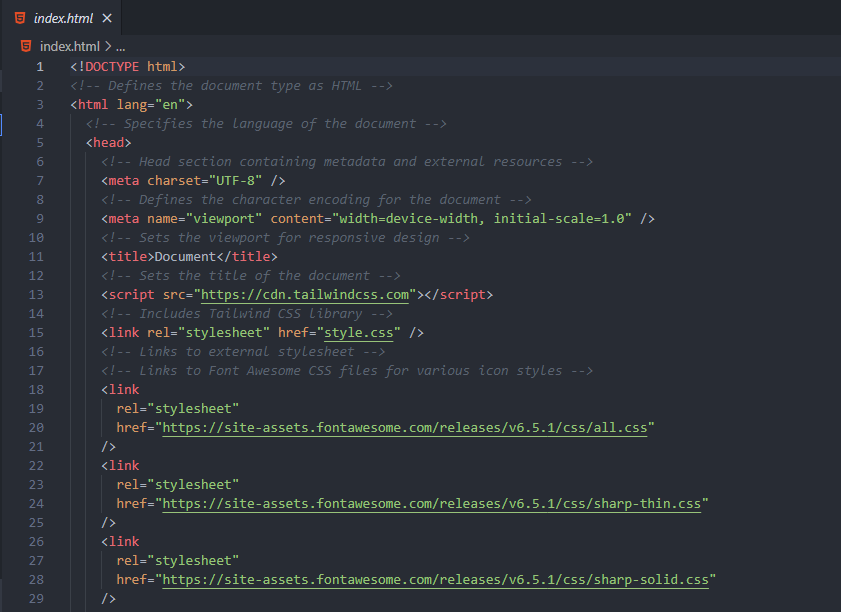 index.html
index.html > ...
1 <!DOCTYPE html>
2 <!-- Defines the document type as HTML -->
3 <html lang="en">
4 <!-- Specifies the language of the document -->
5 <head>
6 <!-- Head section containing metadata and external resources -->
7 <meta charset="UTF-8" />
8 <!-- Defines the character encoding for the document -->
9 <meta name="viewport" content="width=device-width, initial-scale=1.0" />
10 <!-- Sets the viewport for responsive design -->
11 <title>Document</title>
12 <!-- Sets the title of the document -->
13 <script src="https://cdn.tailwindcss.com"></script>
14 <!-- Includes Tailwind CSS library -->
15 <link rel="stylesheet" href="style.css" />
16 <!-- Links to external stylesheet -->
17 <!-- Links to Font Awesome CSS files for various icon styles -->
18 <link
19 rel="stylesheet"
20 href="https://site-assets.fontawesome.com/releases/v6.5.1/css/all.css"
21 />
22 <link
23 rel="stylesheet"
24 href="https://site-assets.fontawesome.com/releases/v6.5.1/css/sharp-thin.css"
25 />
26 <link
27 rel="stylesheet"
28 href="https://site-assets.fontawesome.com/releases/v6.5.1/css/sharp-solid.css"
29 />